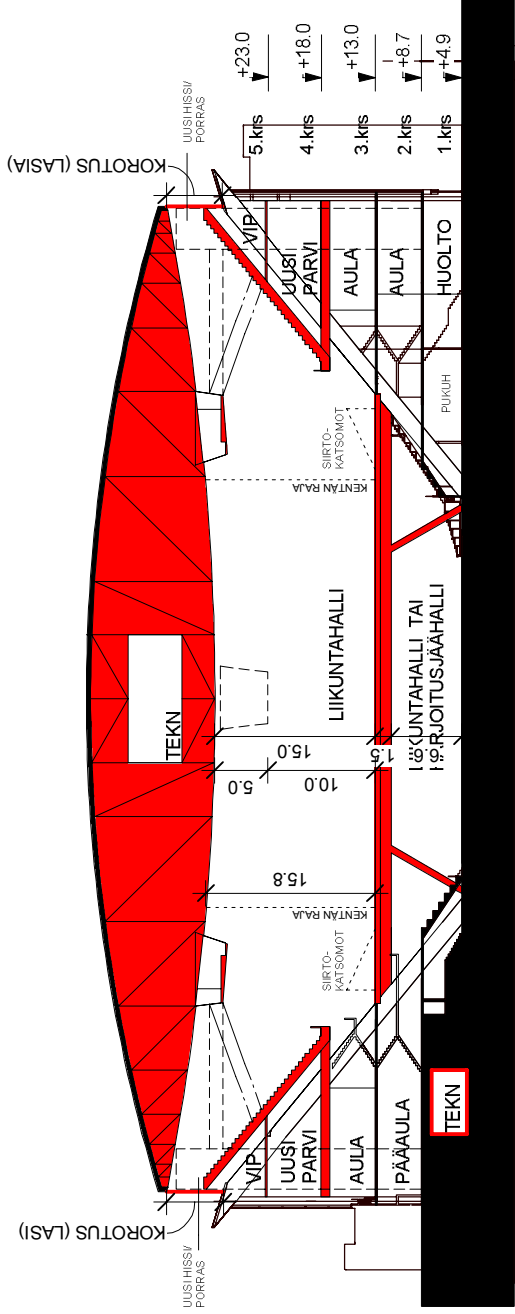 KOROTUS (LASIA)
UUSI HISSI/
PORRAS
+23.0
+18.0
+13.0
+8.7
+4.9
5.krs
4.krs
3.krs
2.krs
1.krs
VIP
UUSI
PARVI
AULA
AULA
HUOLTO
PUKUH
SIIRTO-
KATSOMOT
KENTÄN RAJA
TEKN
LIIKUNTAHALLI
LIIKUNTAHALLI TAI
HARJOITUSJÄÄHALLI
15.0
1.5
6.6
5.0
10.0
15.8
KENTÄN RAJA
SIIRTO-
KATSOMOT
VIP
UUSI
PARVI
AULA
PÄÄAULA
TEKN
KOROTUS (LASI)
UUSI HISSI/
PORRAS